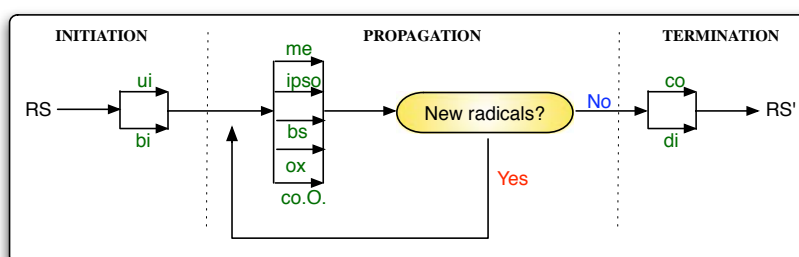 INITIATION PROPAGATION TERMINATION
me
ui ipso co
RS New radicals? No RS'
bi bs di
ox Yes
co.O.